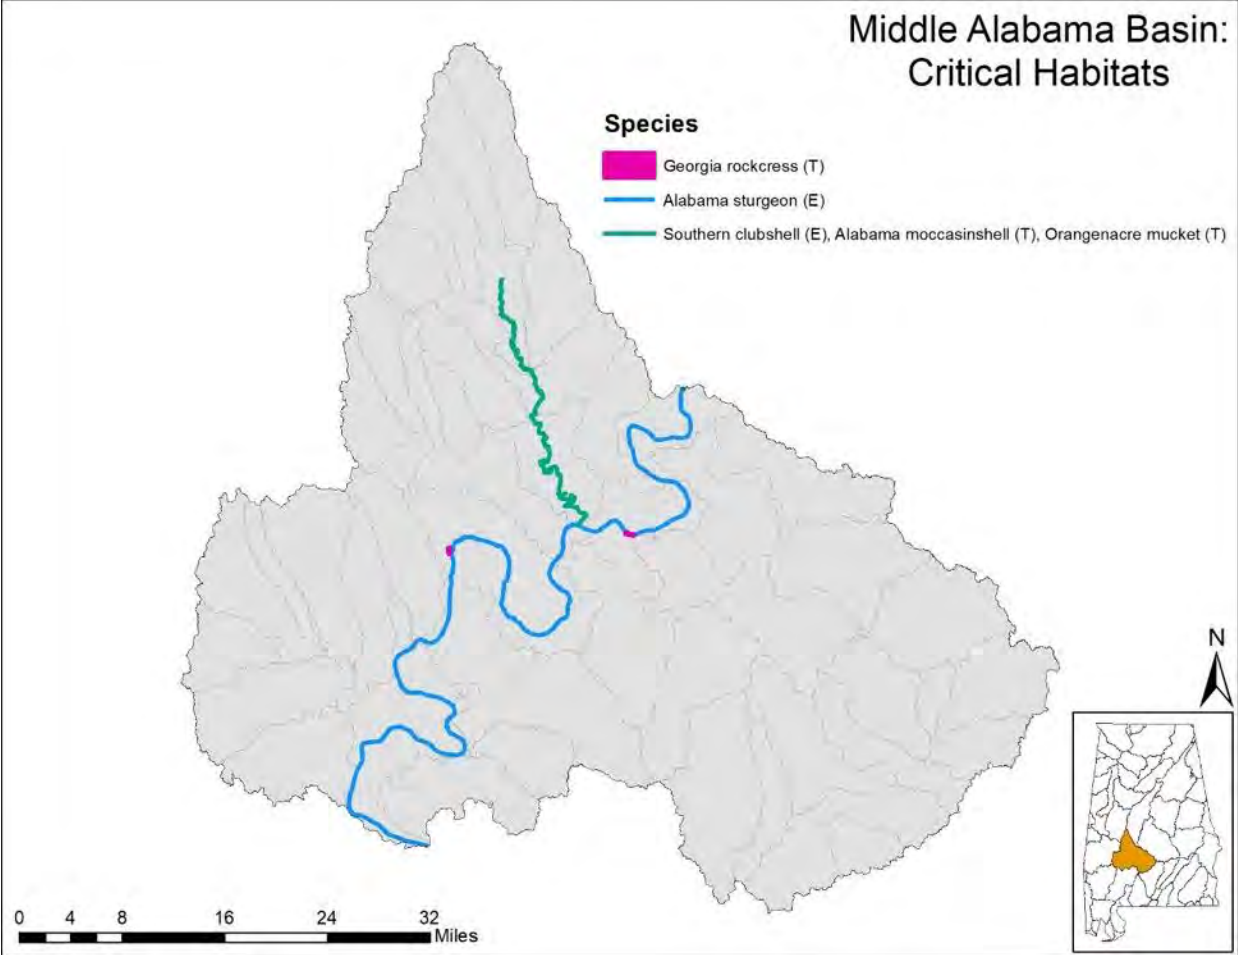 Middle Alabama Basin:
Critical Habitats
Species
Georgia rockcress (T)
Alabama sturgeon (E)
Southern clubshell (E), Alabama moccasinshell (T), Orangenacre mucket (T)
N
0 4 8 16 24 32
Miles